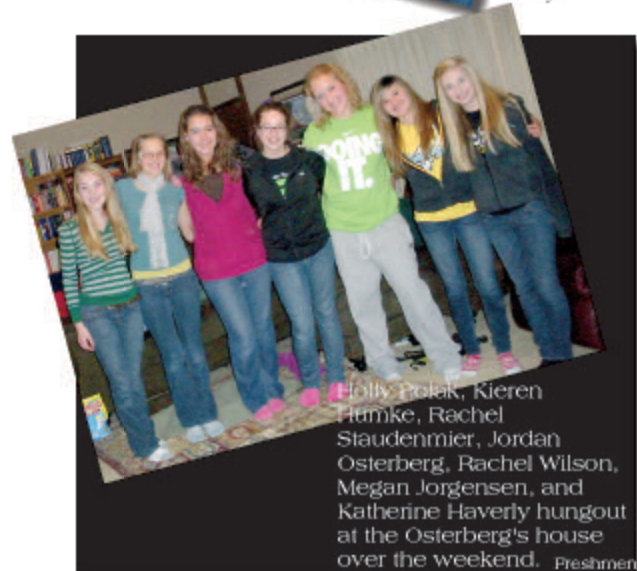 DOING
IT.
Holly Polak, Kieren
Humke, Rachel
Staudenmier, Jordan
Osterberg, Rachel Wilson,
Megan Jorgensen, and
Katherine Haverly hungout
at the Osterberg's house
over the weekend. Freshmen